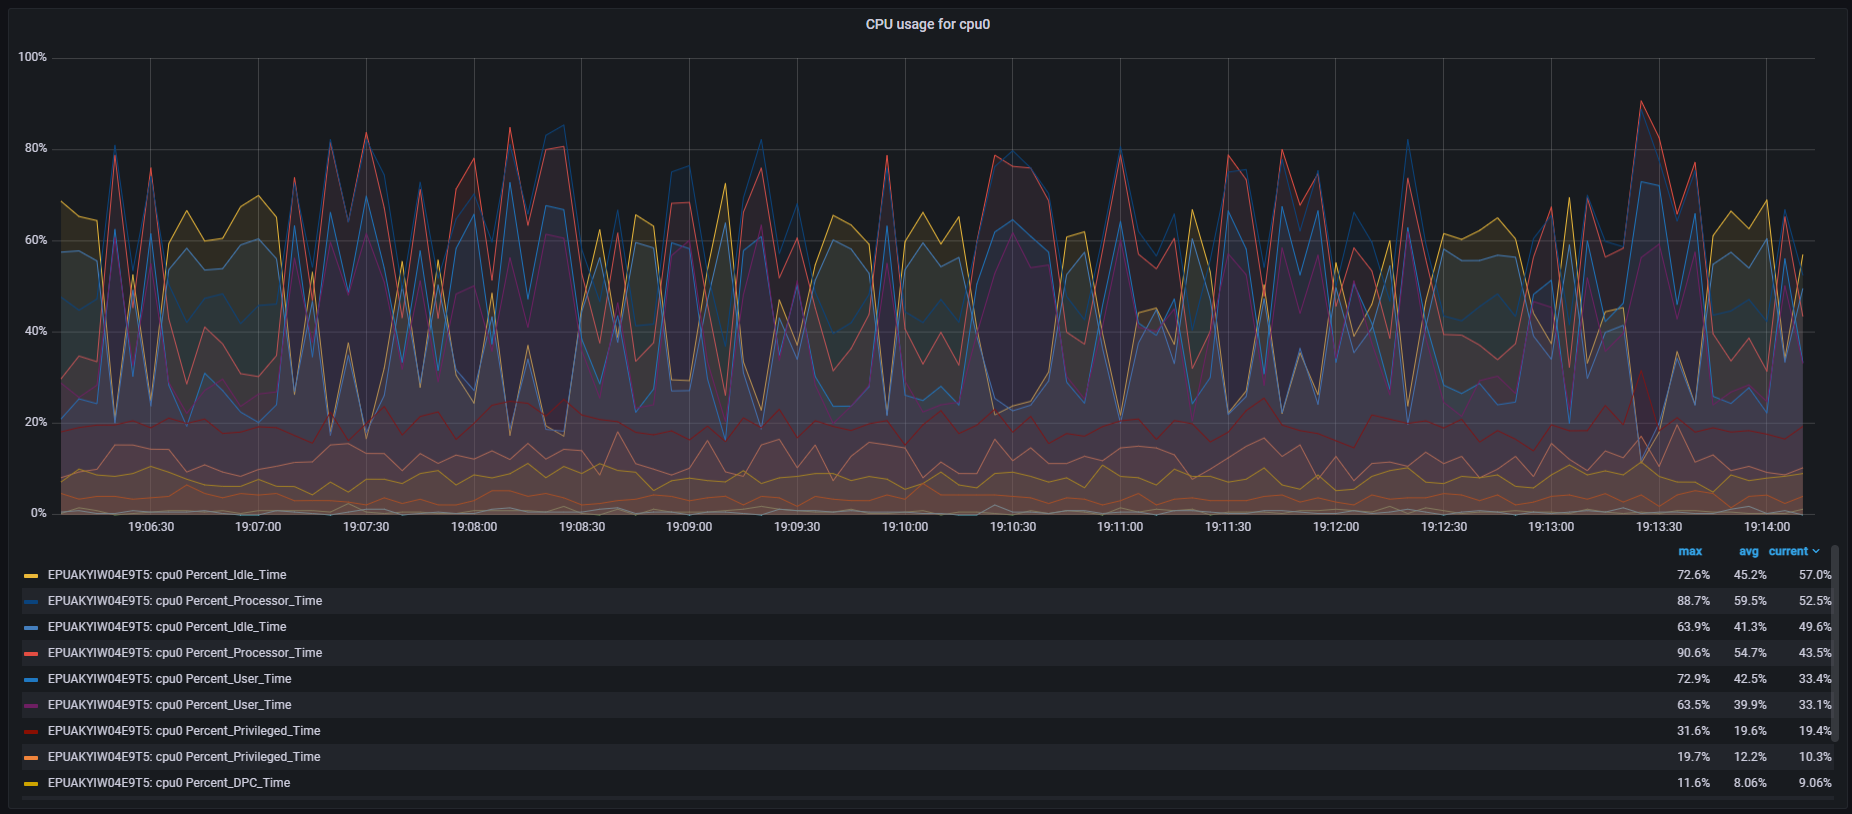 CPU usage for cpu0
100%
80%
60%
40%
20%
0%
19:06:30 19:07:00 19:07:30 19:08:00 19:08:30 19:09:00 19:09:30 19:10:00 19:10:30 19:11:00 19:11:30 19:12:00 19:12:30 19:13:00 19:13:30 19:14:00
max avg current
EPUAKYIW04E9T5: cpu0 Percent_Idle_Time 72.6% 45.2% 57.0%
EPUAKYIW04E9T5: cpu0 Percent_Processor_Time 88.7% 59.5% 52.5%
EPUAKYIW04E9T5: cpu0 Percent_Idle_Time 63.9% 41.3% 49.6%
EPUAKYIW04E9T5: cpu0 Percent_Processor_Time 90.6% 54.7% 43.5%
EPUAKYIW04E9T5: cpu0 Percent_User_Time 72.9% 42.5% 33.4%
EPUAKYIW04E9T5: cpu0 Percent_User_Time 63.5% 39.9% 33.1%
EPUAKYIW04E9T5: cpu0 Percent_Privileged_Time 31.6% 19.6% 19.4%
EPUAKYIW04E9T5: cpu0 Percent_Privileged_Time 19.7% 12.2% 10.3%
EPUAKYIW04E9T5: cpu0 Percent_DPC_Time 11.6% 8.06% 9.06%